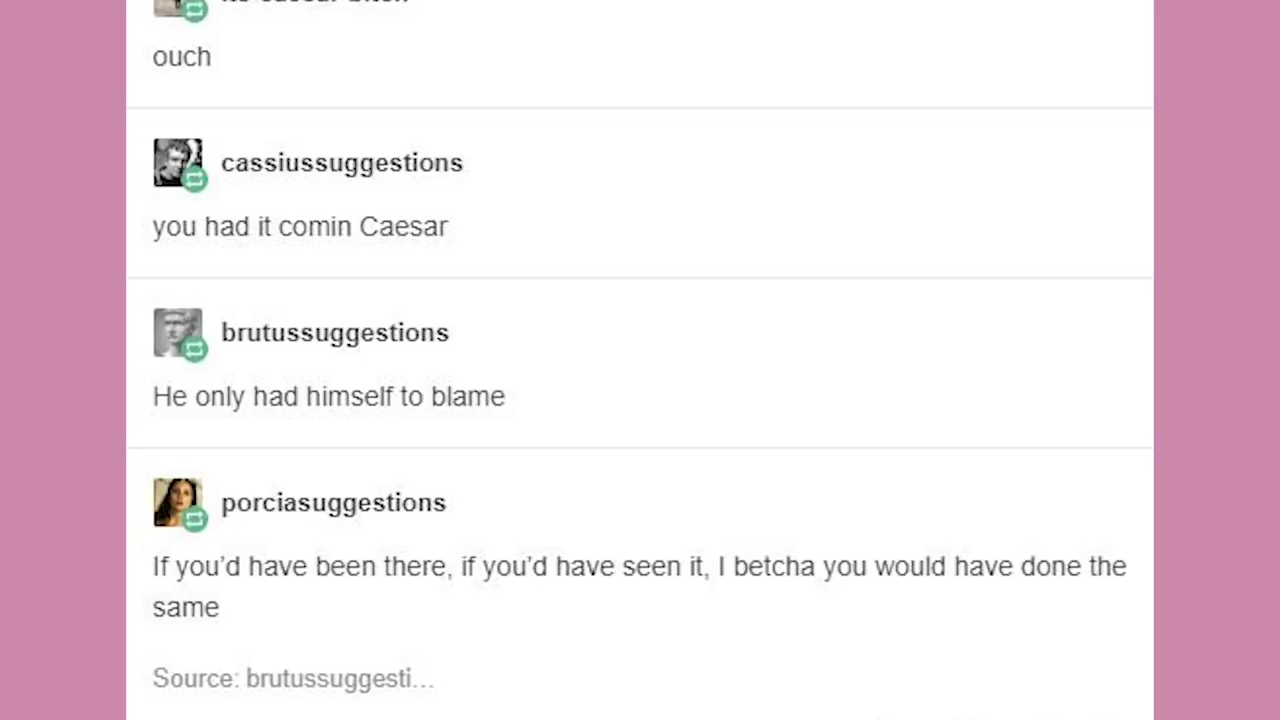 ouch
cassiussuggestions
you had it comin Caesar
brutussuggestions
He only had himself to blame
porciasuggestions
If you’d have been there, if you’d have seen it, I betcha you would have done the
same
Source: brutussuggesti...